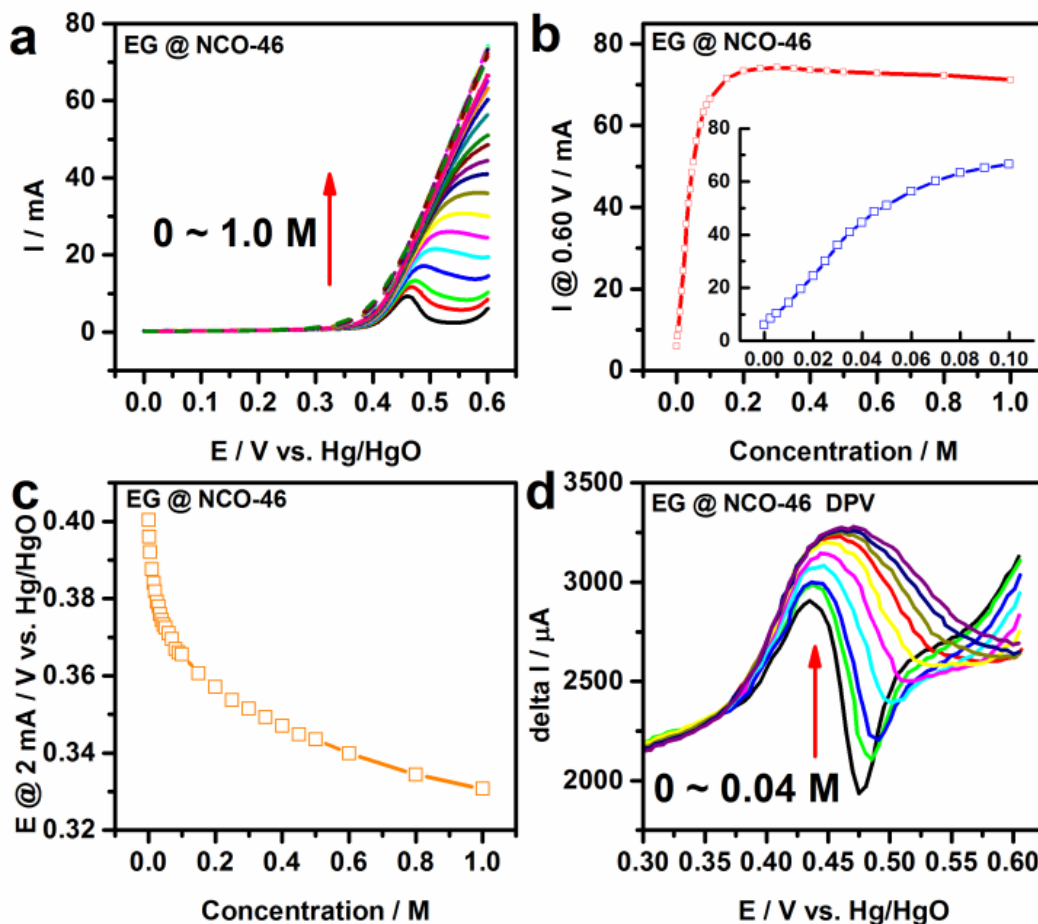 a
EG @ NCO-46
80
60
40
20
0
I / mA
0 ~ 1.0 M
0.0 0.1 0.2 0.3 0.4 0.5 0.6
E / V vs. Hg/HgO
b
EG @ NCO-46
80
60
40
20
0
I @ 0.60 V / mA
80
60
40
20
0
0.00 0.02 0.04 0.06 0.08 0.10
0.0 0.2 0.4 0.6 0.8 1.0
Concentration / M
c
EG @ NCO-46
0.40
0.38
0.36
0.34
0.32
E @ 2 mA / V vs. Hg/HgO
0.0 0.2 0.4 0.6 0.8 1.0
Concentration / M
d
EG @ NCO-46 DPV
3500
3000
2500
2000
delta I / μA
0 ~ 0.04 M
0.30 0.35 0.40 0.45 0.50 0.55 0.60
E / V vs. Hg/HgO